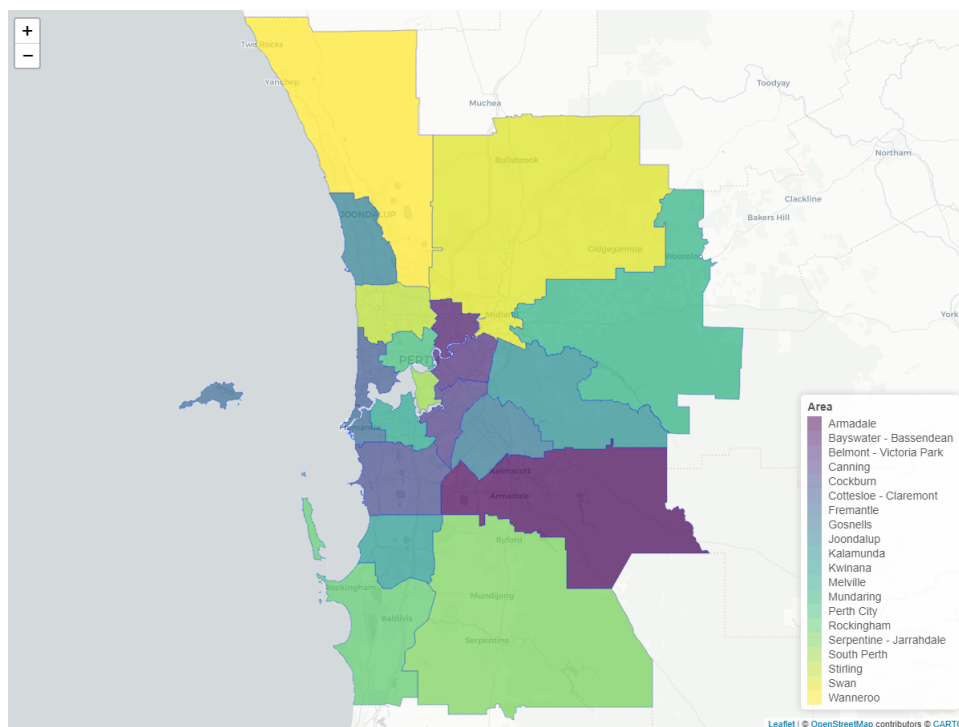 +
−
Two Rocks
Yanchep
Muchea
Toodyay
Bullsbrook
Northam
Clackline
Bakers Hill
JOONDALUP
Gidgegannup
Wooroloo
York
Midland
PERTH
Fremantle
Kelmscott
Armadale
Byford
Rockingham
Mundijong
Baldivis
Serpentine
Area
Armadale
Bayswater - Bassendean
Belmont - Victoria Park
Canning
Cockburn
Cottesloe - Claremont
Fremantle
Gosnells
Joondalup
Kalamunda
Kwinana
Melville
Mundaring
Perth City
Rockingham
Serpentine - Jarrahdale
South Perth
Stirling
Swan
Wanneroo
Leaflet | © OpenStreetMap contributors © CARTO